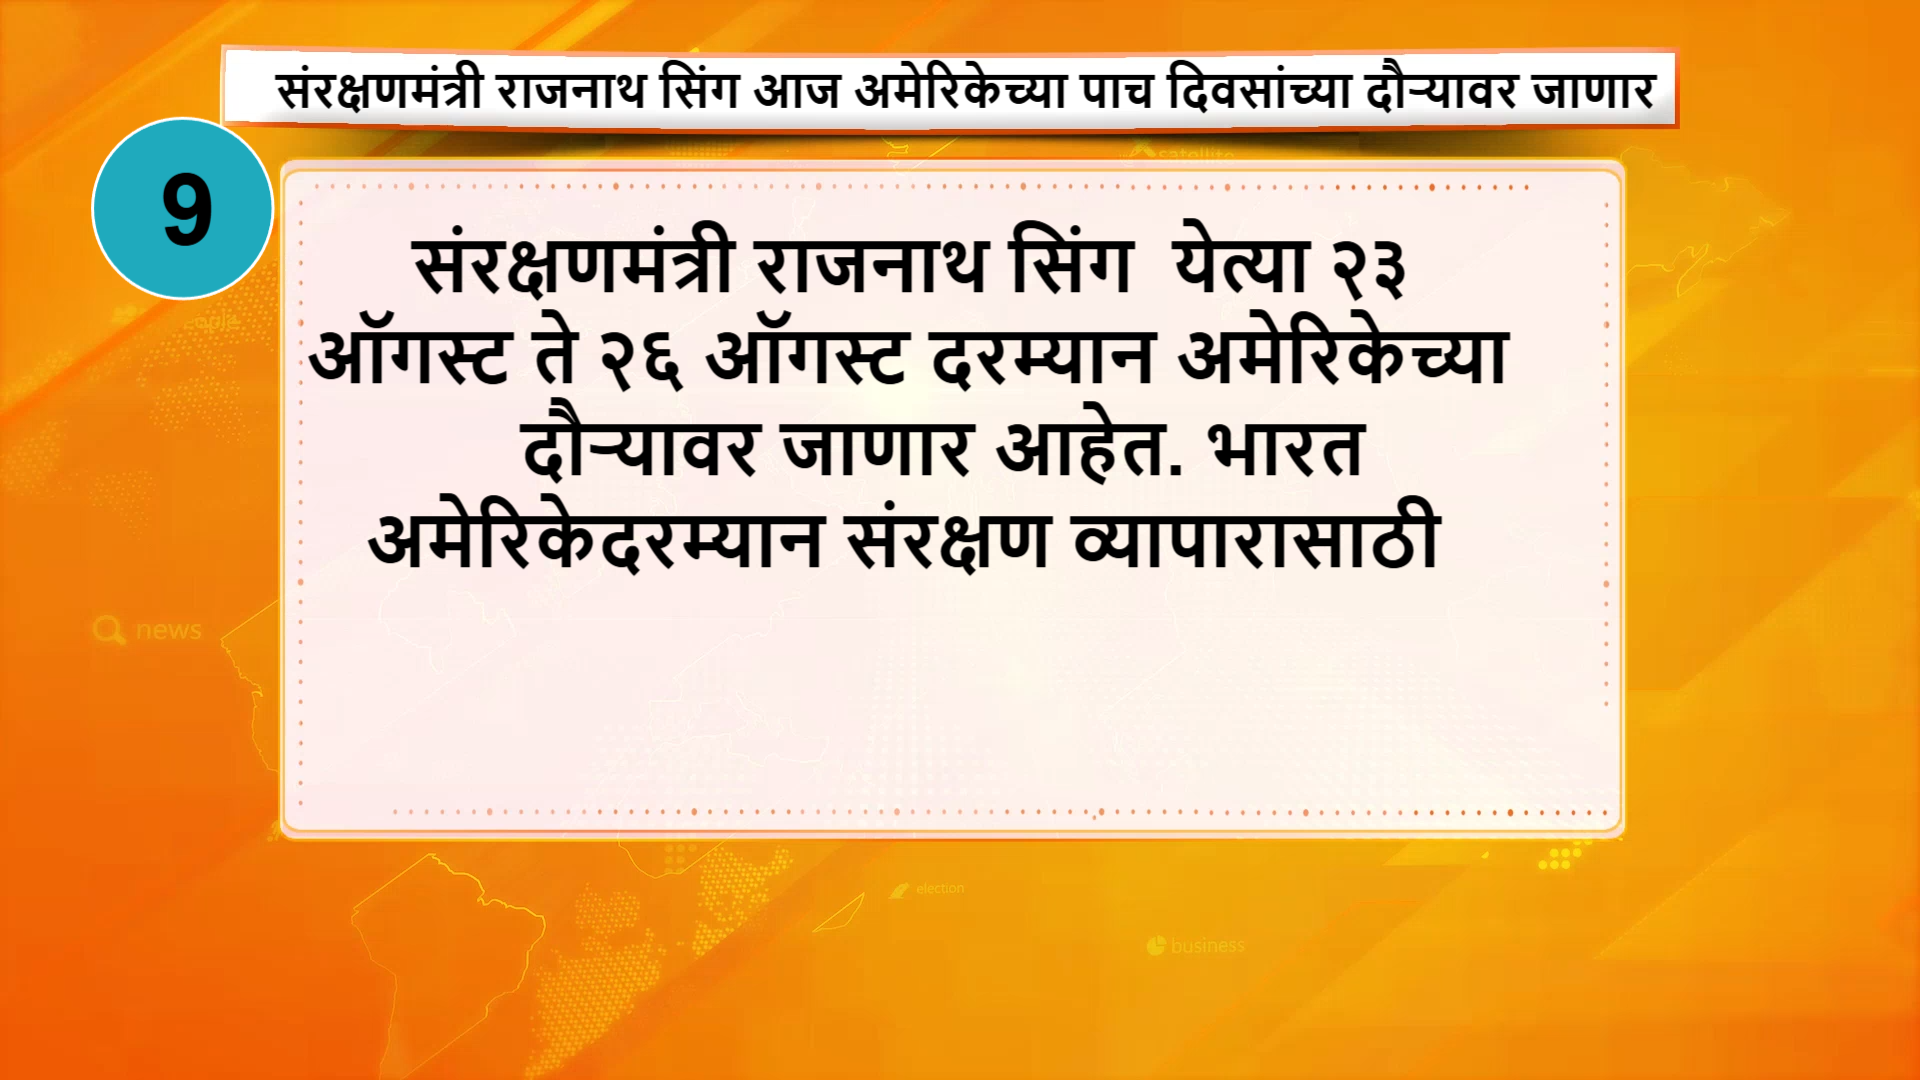 संरक्षणमंत्री राजनाथ सिंग आज अमेरिकेच्या पाच दिवसांच्या दौऱ्यावर जाणार
satellite
9
संरक्षणमंत्री राजनाथ सिंग येत्या २३
ऑगस्ट ते २६ ऑगस्ट दरम्यान अमेरिकेच्या
दौऱ्यावर जाणार आहेत. भारत
अमेरिकेदरम्यान संरक्षण व्यापारासाठी
news
election
business